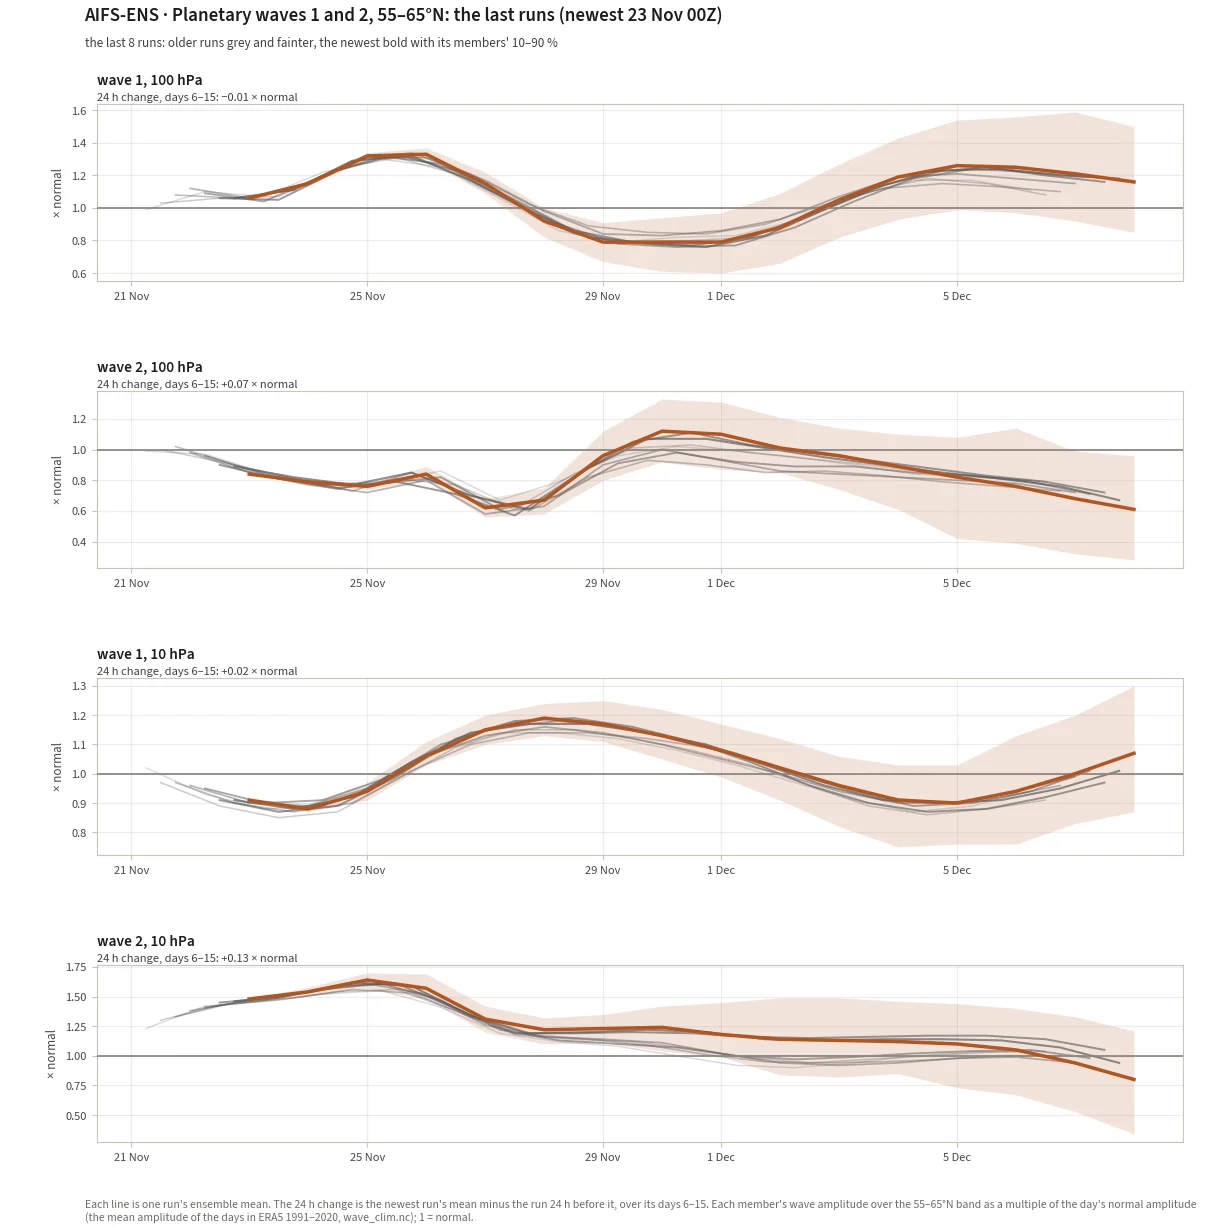 AIFS-ENS · Planetary waves 1 and 2, 55–65°N: the last runs (newest 23 Nov 00Z)
the last 8 runs: older runs grey and fainter, the newest bold with its members' 10–90 %
wave 1, 100 hPa
24 h change, days 6–15: −0.01 × normal
1.6
1.4
1.2
1.0
0.8
0.6
× normal
21 Nov
25 Nov
29 Nov
1 Dec
5 Dec
wave 2, 100 hPa
24 h change, days 6–15: +0.07 × normal
1.2
1.0
0.8
0.6
0.4
× normal
21 Nov
25 Nov
29 Nov
1 Dec
5 Dec
wave 1, 10 hPa
24 h change, days 6–15: +0.02 × normal
1.3
1.2
1.1
1.0
0.9
0.8
× normal
21 Nov
25 Nov
29 Nov
1 Dec
5 Dec
wave 2, 10 hPa
24 h change, days 6–15: +0.13 × normal
1.75
1.50
1.25
1.00
0.75
0.50
× normal
21 Nov
25 Nov
29 Nov
1 Dec
5 Dec
Each line is one run's ensemble mean. The 24 h change is the newest run's mean minus the run 24 h before it, over its days 6–15. Each member's wave amplitude over the 55–65°N band as a multiple of the day's normal amplitude
(the mean amplitude of the days in ERA5 1991–2020, wave_clim.nc); 1 = normal.